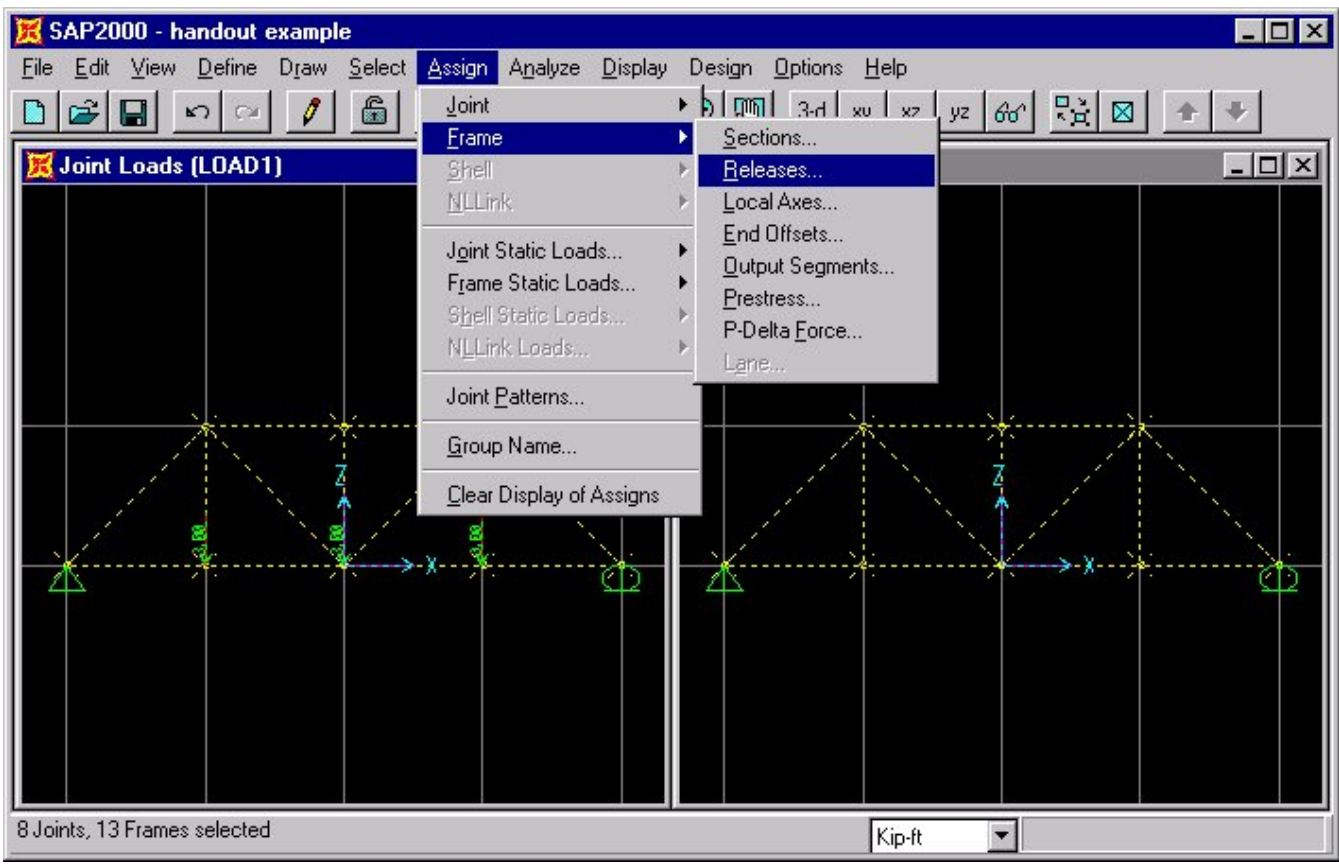 SAP2000 - handout example
File Edit View Define Draw Select Assign Analyze Display Design Options Help
3-d xy xz yz
Joint
Frame
Shell
NLLink
Joint Static Loads...
Frame Static Loads...
Shell Static Loads...
NLLink Loads...
Joint Patterns...
Group Name...
Clear Display of Assigns
Sections...
Releases...
Local Axes...
End Offsets...
Output Segments...
Prestress...
P-Delta Force...
Lane...
Joint Loads (LOAD1)
Z
X
Z
X
8 Joints, 13 Frames selected
Kip-ft